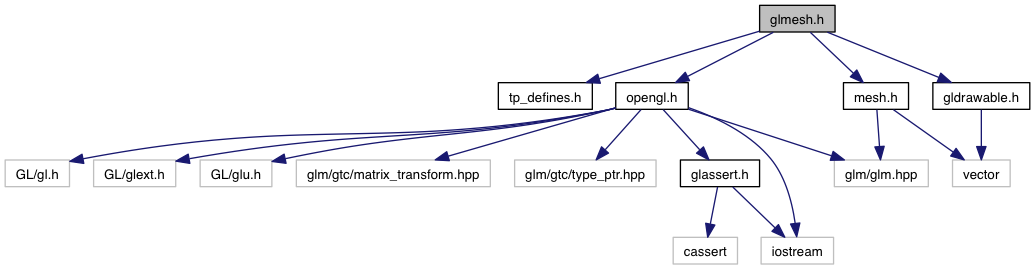 glmesh.h
tp_defines.h
opengl.h
mesh.h
gldrawable.h
GL/gl.h
GL/glext.h
GL/glu.h
glm/gtc/matrix_transform.hpp
glm/gtc/type_ptr.hpp
glassert.h
glm/glm.hpp
vector
cassert
iostream